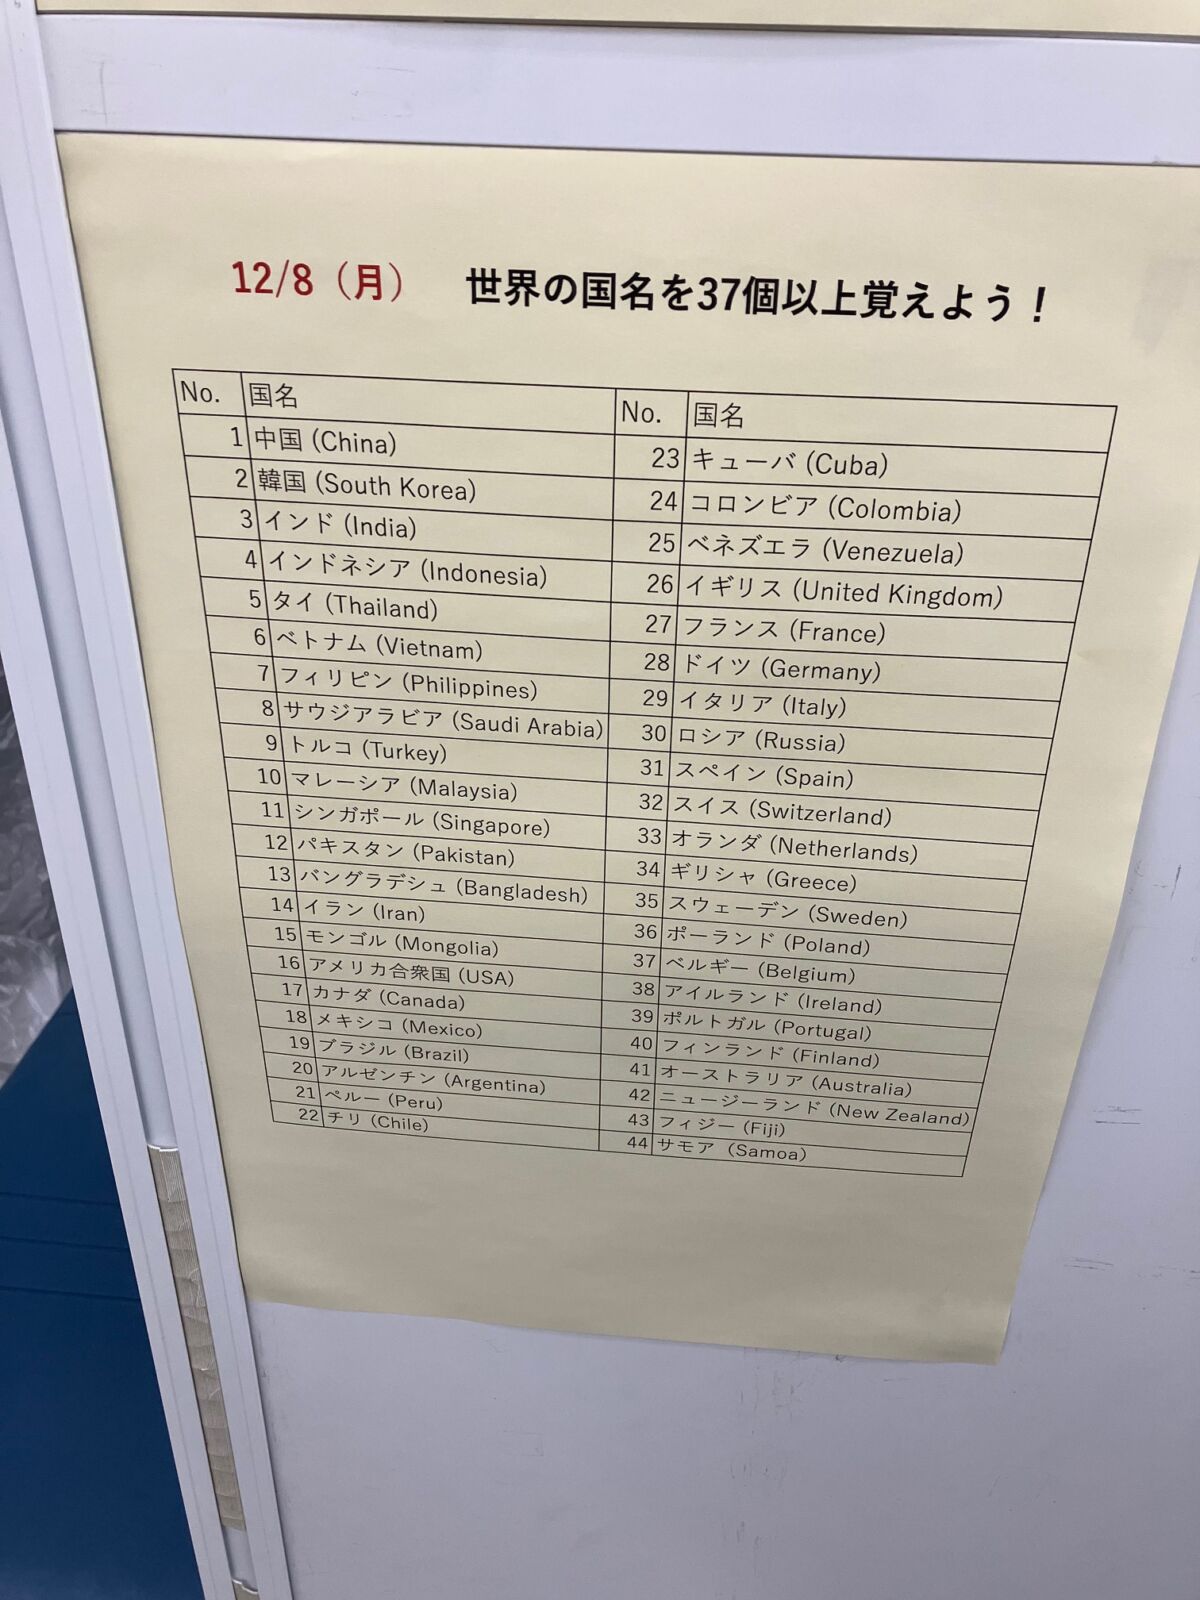 12/8（月） 世界の国名を37個以上覚えよう！
No. 国名
1 中国 (China)
2 韓国 (South Korea)
3 インド (India)
4 インドネシア (Indonesia)
5 タイ (Thailand)
6 ベトナム (Vietnam)
7 フィリピン (Philippines)
8 サウジアラビア (Saudi Arabia)
9 トルコ (Turkey)
10 マレーシア (Malaysia)
11 シンガポール (Singapore)
12 パキスタン (Pakistan)
13 バングラデシュ (Bangladesh)
14 イラン (Iran)
15 モンゴル (Mongolia)
16 アメリカ合衆国 (USA)
17 カナダ (Canada)
18 メキシコ (Mexico)
19 ブラジル (Brazil)
20 アルゼンチン (Argentina)
21 ペルー (Peru)
22 チリ (Chile)
No. 国名
23 キューバ (Cuba)
24 コロンビア (Colombia)
25 ベネズエラ (Venezuela)
26 イギリス (United Kingdom)
27 フランス (France)
28 ドイツ (Germany)
29 イタリア (Italy)
30 ロシア (Russia)
31 スペイン (Spain)
32 スイス (Switzerland)
33 オランダ (Netherlands)
34 ギリシャ (Greece)
35 スウェーデン (Sweden)
36 ポーランド (Poland)
37 ベルギー (Belgium)
38 アイルランド (Ireland)
39 ポルトガル (Portugal)
40 フィンランド (Finland)
41 オーストラリア (Australia)
42 ニュージーランド (New Zealand)
43 フィジー (Fiji)
44 サモア （Samoa）